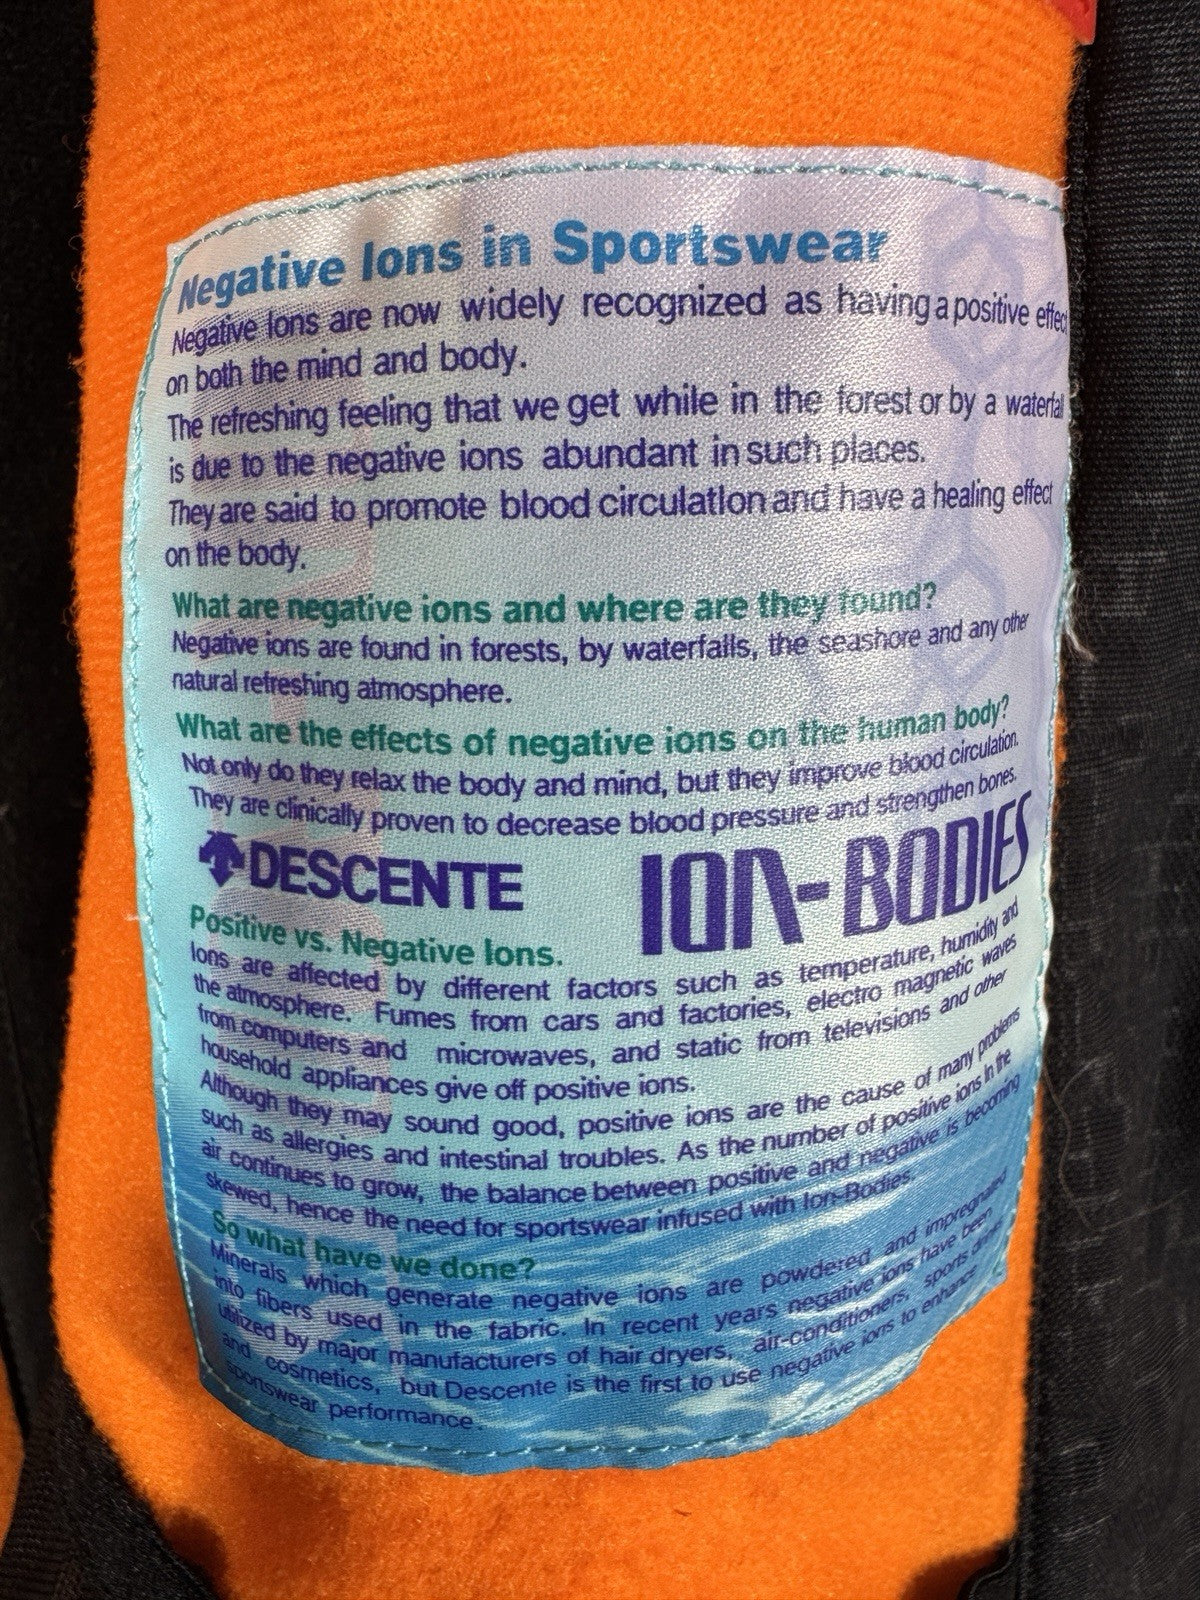 Negative Ions in Sportswear
Negative Ions are now widely recognized as having a positive effect
on both the mind and body.
The refreshing feeling that we get while in the forest or by a waterfall
is due to the negative ions abundant in such places.
They are said to promote blood circulatIon and have a healing effect
on the body.
What are negative ions and where are they found?
Negative ions are found in forests, by waterfalls, the seashore and any other
natural refreshing atmosphere.
What are the effects of negative ions on the human body?
Not only do they relax the body and mind, but they improve blood circulation.
They are clinically proven to decrease blood pressure and strengthen bones.
DESCENTE ION-BODIES
Positive vs. Negative Ions.
Ions are affected by different factors such as temperature, humidity and
the atmosphere. Fumes from cars and factories, electro magnetic waves
from computers and microwaves, and static from televisions and other
household appliances give off positive ions.
Although they may sound good, positive ions are the cause of many problems
such as allergies and intestinal troubles. As the number of positive ions In the
air continues to grow, the balance between positive and negative is becoming
skewed, hence the need for sportswear infused with Ion-Bodies.
So what have we done?
Minerals which generate negative ions are powdered and impregnated
into fibers used in the fabric. In recent years negative ions have been
utilized by major manufacturers of hair dryers, air-conditioners, sports drinks
and cosmetics, but Descente is the first to use negative ions to enhance
sportswear performance.